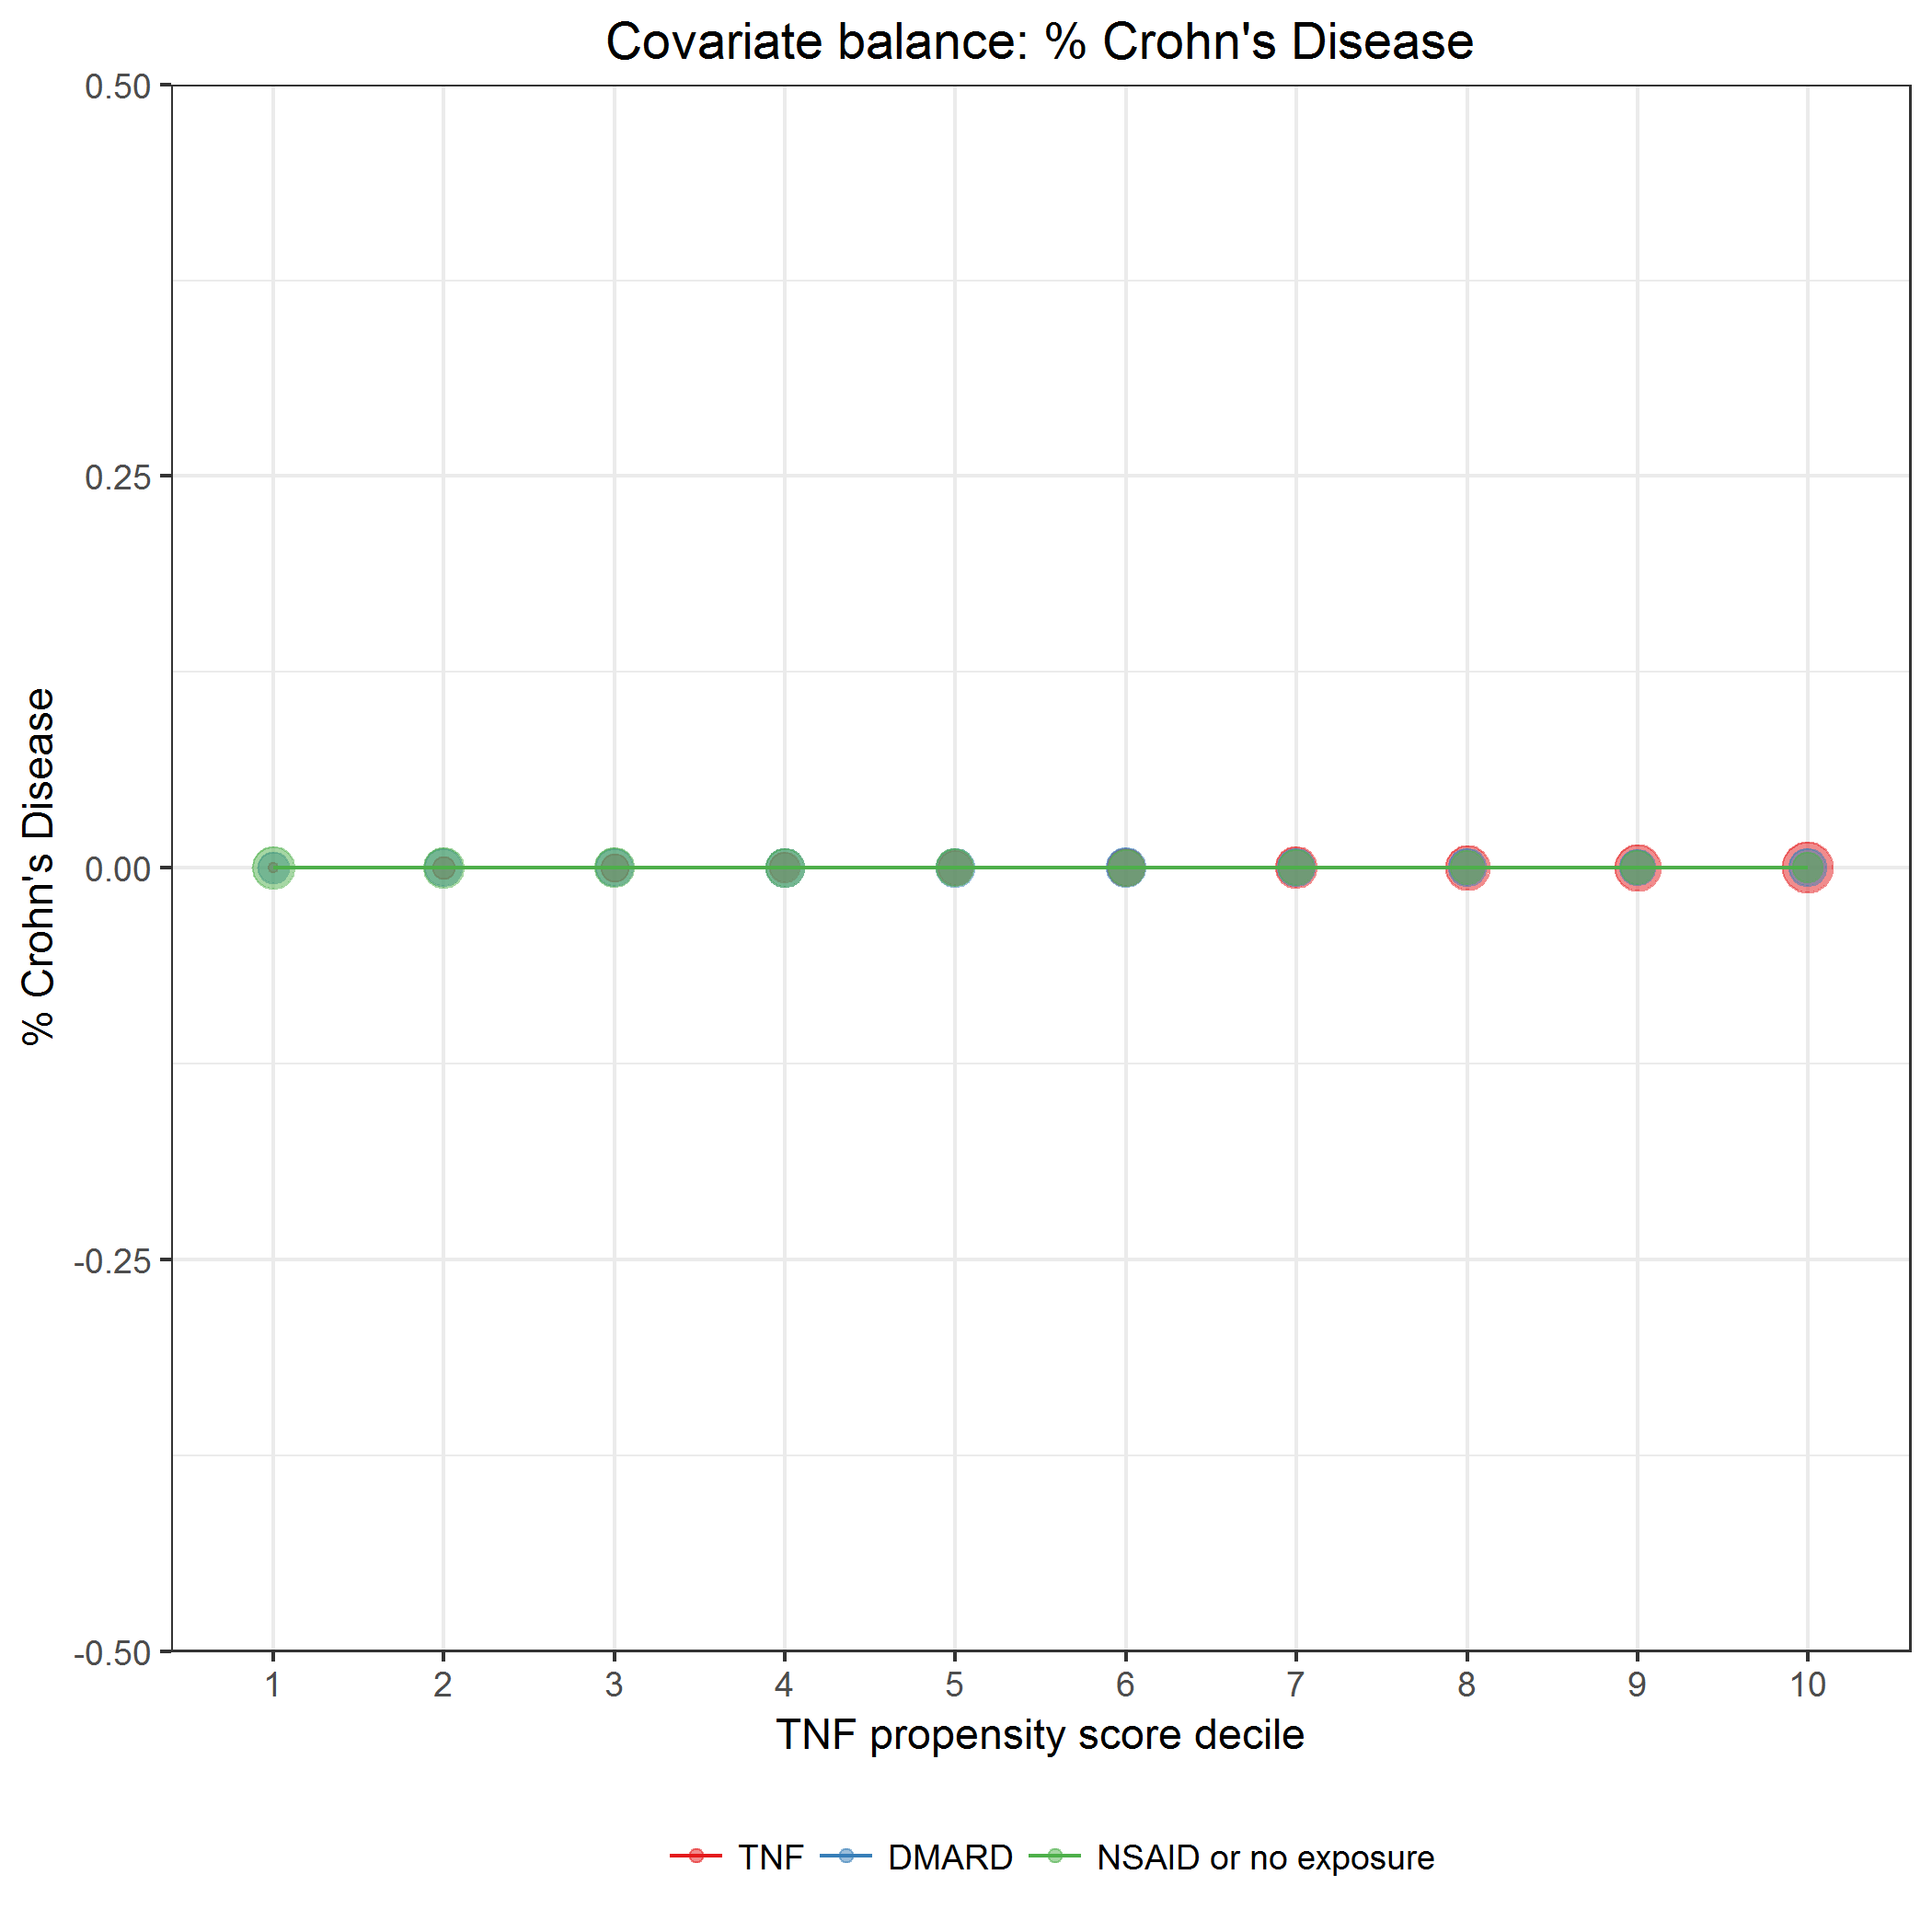 Covariate balance: % Crohn's Disease
0.50
0.25
0.00
-0.25
-0.50
% Crohn's Disease
1 2 3 4 5 6 7 8 9 10
TNF propensity score decile
TNF DMARD NSAID or no exposure